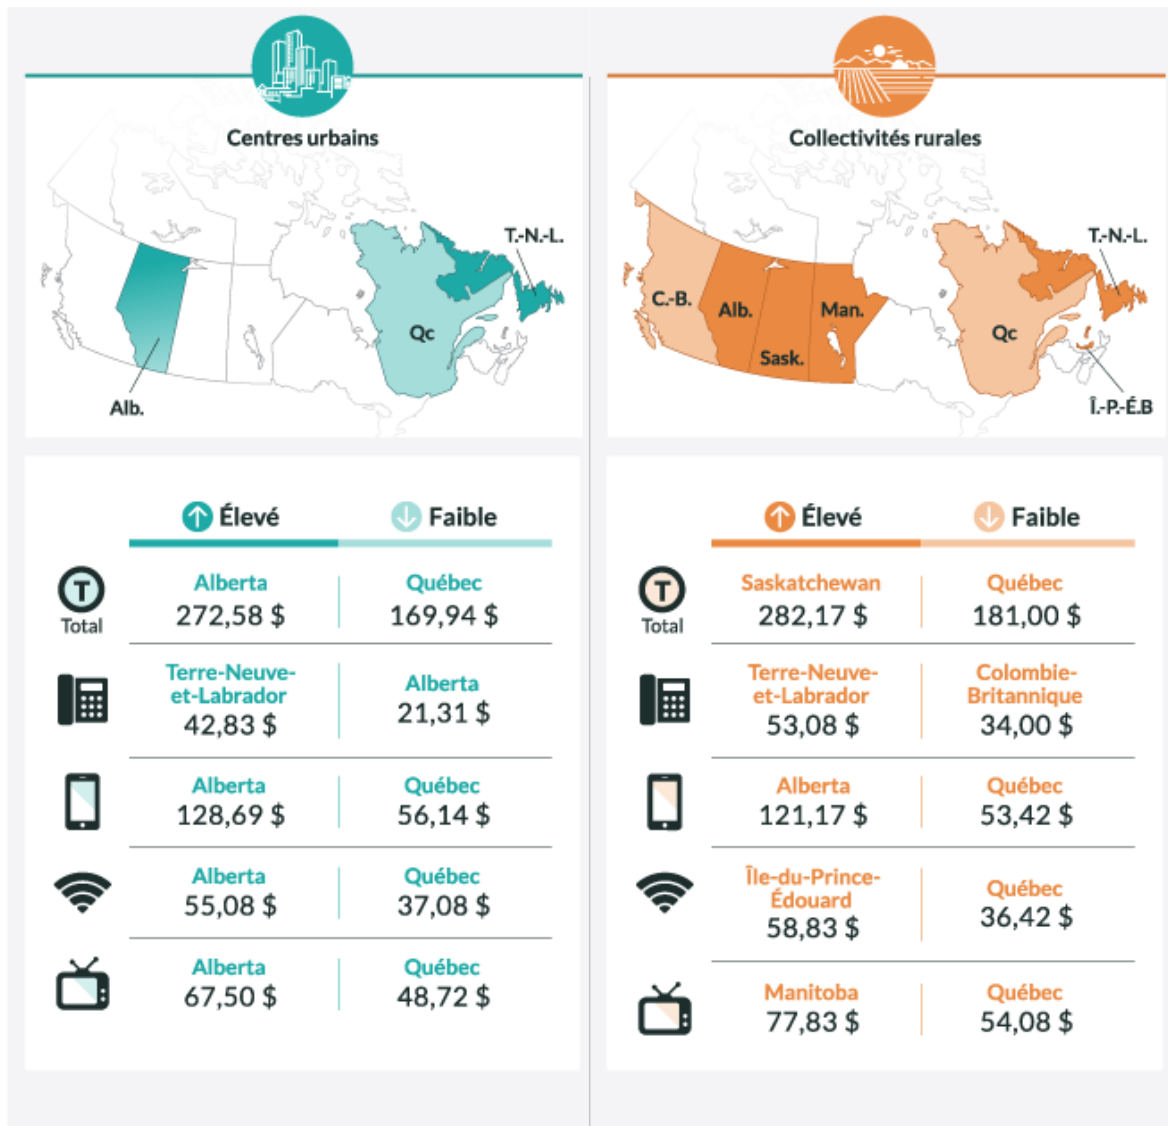 Centres urbains
T.-N.-L.
Qc
Alb.
Élevé
Faible
T
Total
Alberta
272,58 $
Québec
169,94 $
Terre-Neuve-
et-Labrador
42,83 $
Alberta
21,31 $
Alberta
128,69 $
Québec
56,14 $
Alberta
55,08 $
Québec
37,08 $
Alberta
67,50 $
Québec
48,72 $
Collectivités rurales
T.-N.-L.
C.-B.
Alb.
Man.
Qc
Sask.
Î.-P.-É.B
Élevé
Faible
T
Total
Saskatchewan
282,17 $
Québec
181,00 $
Terre-Neuve-
et-Labrador
53,08 $
Colombie-
Britannique
34,00 $
Alberta
121,17 $
Québec
53,42 $
Île-du-Prince-
Édouard
58,83 $
Québec
36,42 $
Manitoba
77,83 $
Québec
54,08 $